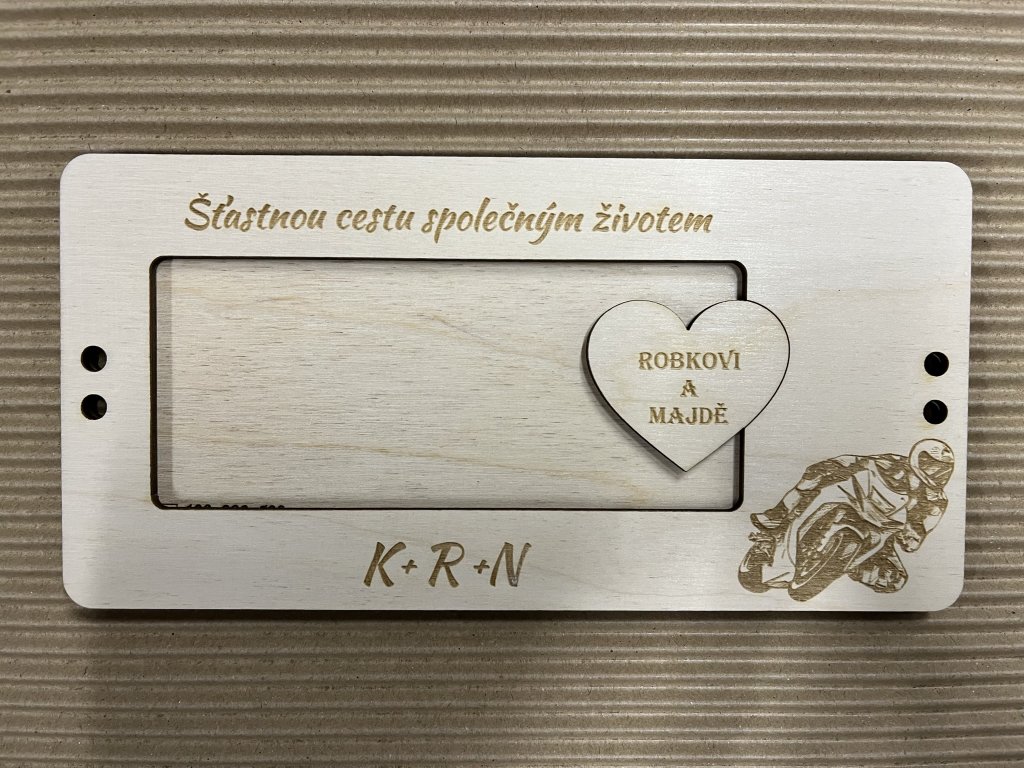 Šťastnou cestu společným životem
ROBKOVI
A
MAJDĚ
K+R+N